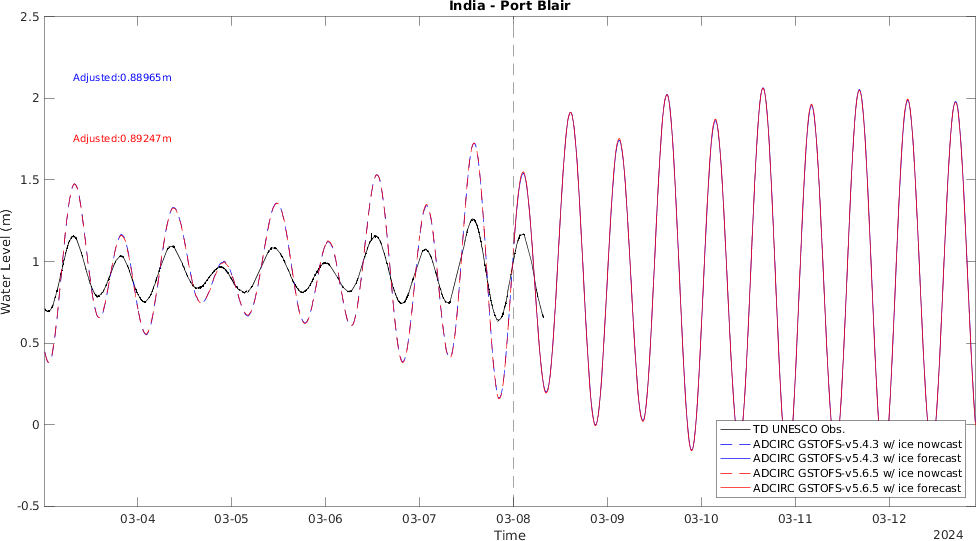 India - Port Blair
2.5
2
1.5
1
0.5
0
-0.5
Water Level (m)
Adjusted:0.88965m
Adjusted:0.89247m
TD UNESCO Obs.
ADCIRC GSTOFS-v5.4.3 w/ ice nowcast
ADCIRC GSTOFS-v5.4.3 w/ ice forecast
ADCIRC GSTOFS-v5.6.5 w/ ice nowcast
ADCIRC GSTOFS-v5.6.5 w/ ice forecast
03-04 03-05 03-06 03-07 03-08 03-09 03-10 03-11 03-12
Time
2024